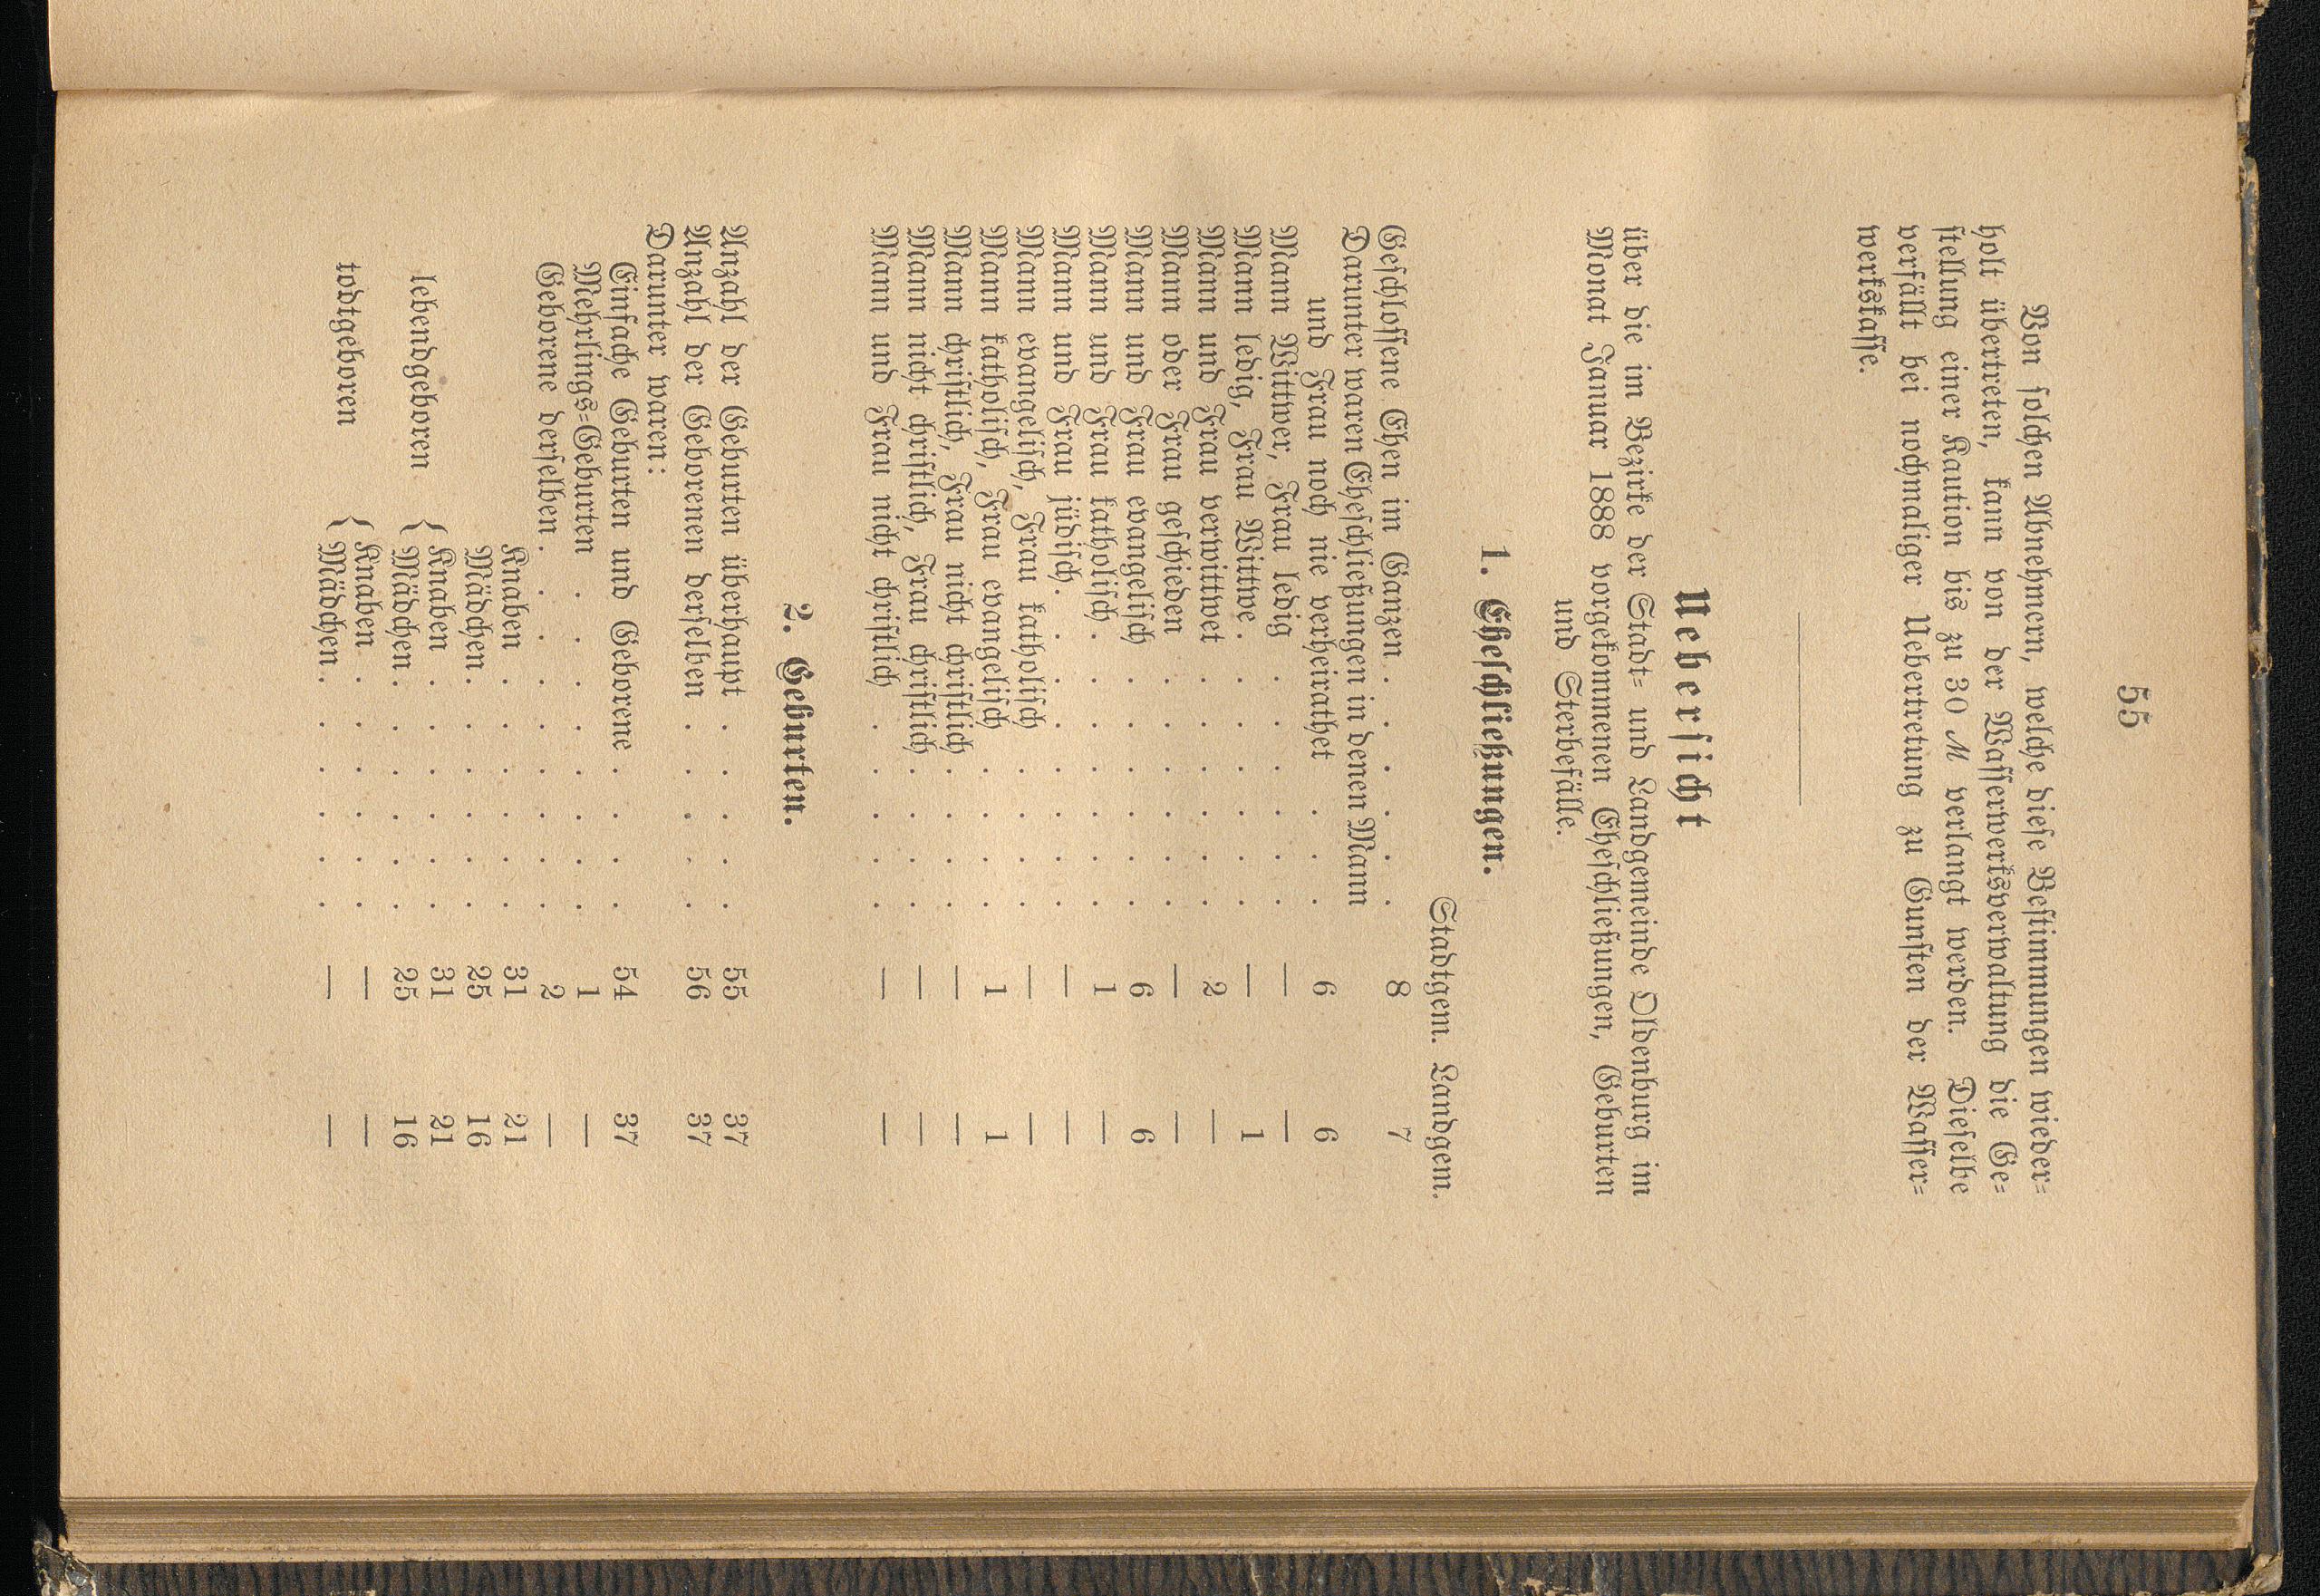 55
Von solchen Abnehmern, welche diese Bestimmungen wieder-
holt übertreten, kann von der Wasserwerksverwaltung die Ge-
stellung einer Kaution bis zu 30 M verlangt werden. Dieselbe
verfällt bei nochmaliger Uebertretung zu Gunsten der Wasser-
werkskasse.
Uebersicht
über die im Bezirke der Stadt- und Landgemeinde Oldenburg im
Monat Januar 1888 vorgekommenen Eheschließungen, Geburten
und Sterbefälle.
1. Eheschließungen.
Stadtgem. Landgem.
Geschlossene Ehen im Ganzen . . . . . . 8 7
Darunter waren Eheschließungen in denen Mann
und Frau noch nie verheirathet . . . 6 6
Mann Wittwer, Frau ledig . . . . . . — —
Mann ledig, Frau Wittwe . . . . . . . — 1
Mann und Frau verwittwet . . . . . . 2 —
Mann oder Frau geschieden . . . . . . — —
Mann und Frau evangelisch . . . . . . 6 6
Mann und Frau katholisch . . . . . . . 1 —
Mann und Frau jüdisch . . . . . . . . — —
Mann evangelisch, Frau katholisch . . . . — —
Mann katholisch, Frau evangelisch . . . . 1 1
Mann christlich, Frau nicht christlich . . . . — —
Mann nicht christlich, Frau christlich . . . . — —
Mann und Frau nicht christlich . . . . . — —
2. Geburten.
Anzahl der Geburten überhaupt . . . . . 55 37
Anzahl der Geborenen derselben . . . . . 56 37
Darunter waren:
Einfache Geburten und Geborene . . . . 54 37
Mehrlings-Geburten . . . . . . . . 1 —
Geborene derselben . . . . . . . . . 2 —
Knaben . . . . . . 31 21
Mädchen . . . . . . 25 16
lebendgeboren { Knaben . . . . . . 31 21
Mädchen . . . . . . 25 16
todtgeboren { Knaben . . . . . . — —
Mädchen . . . . . . — —